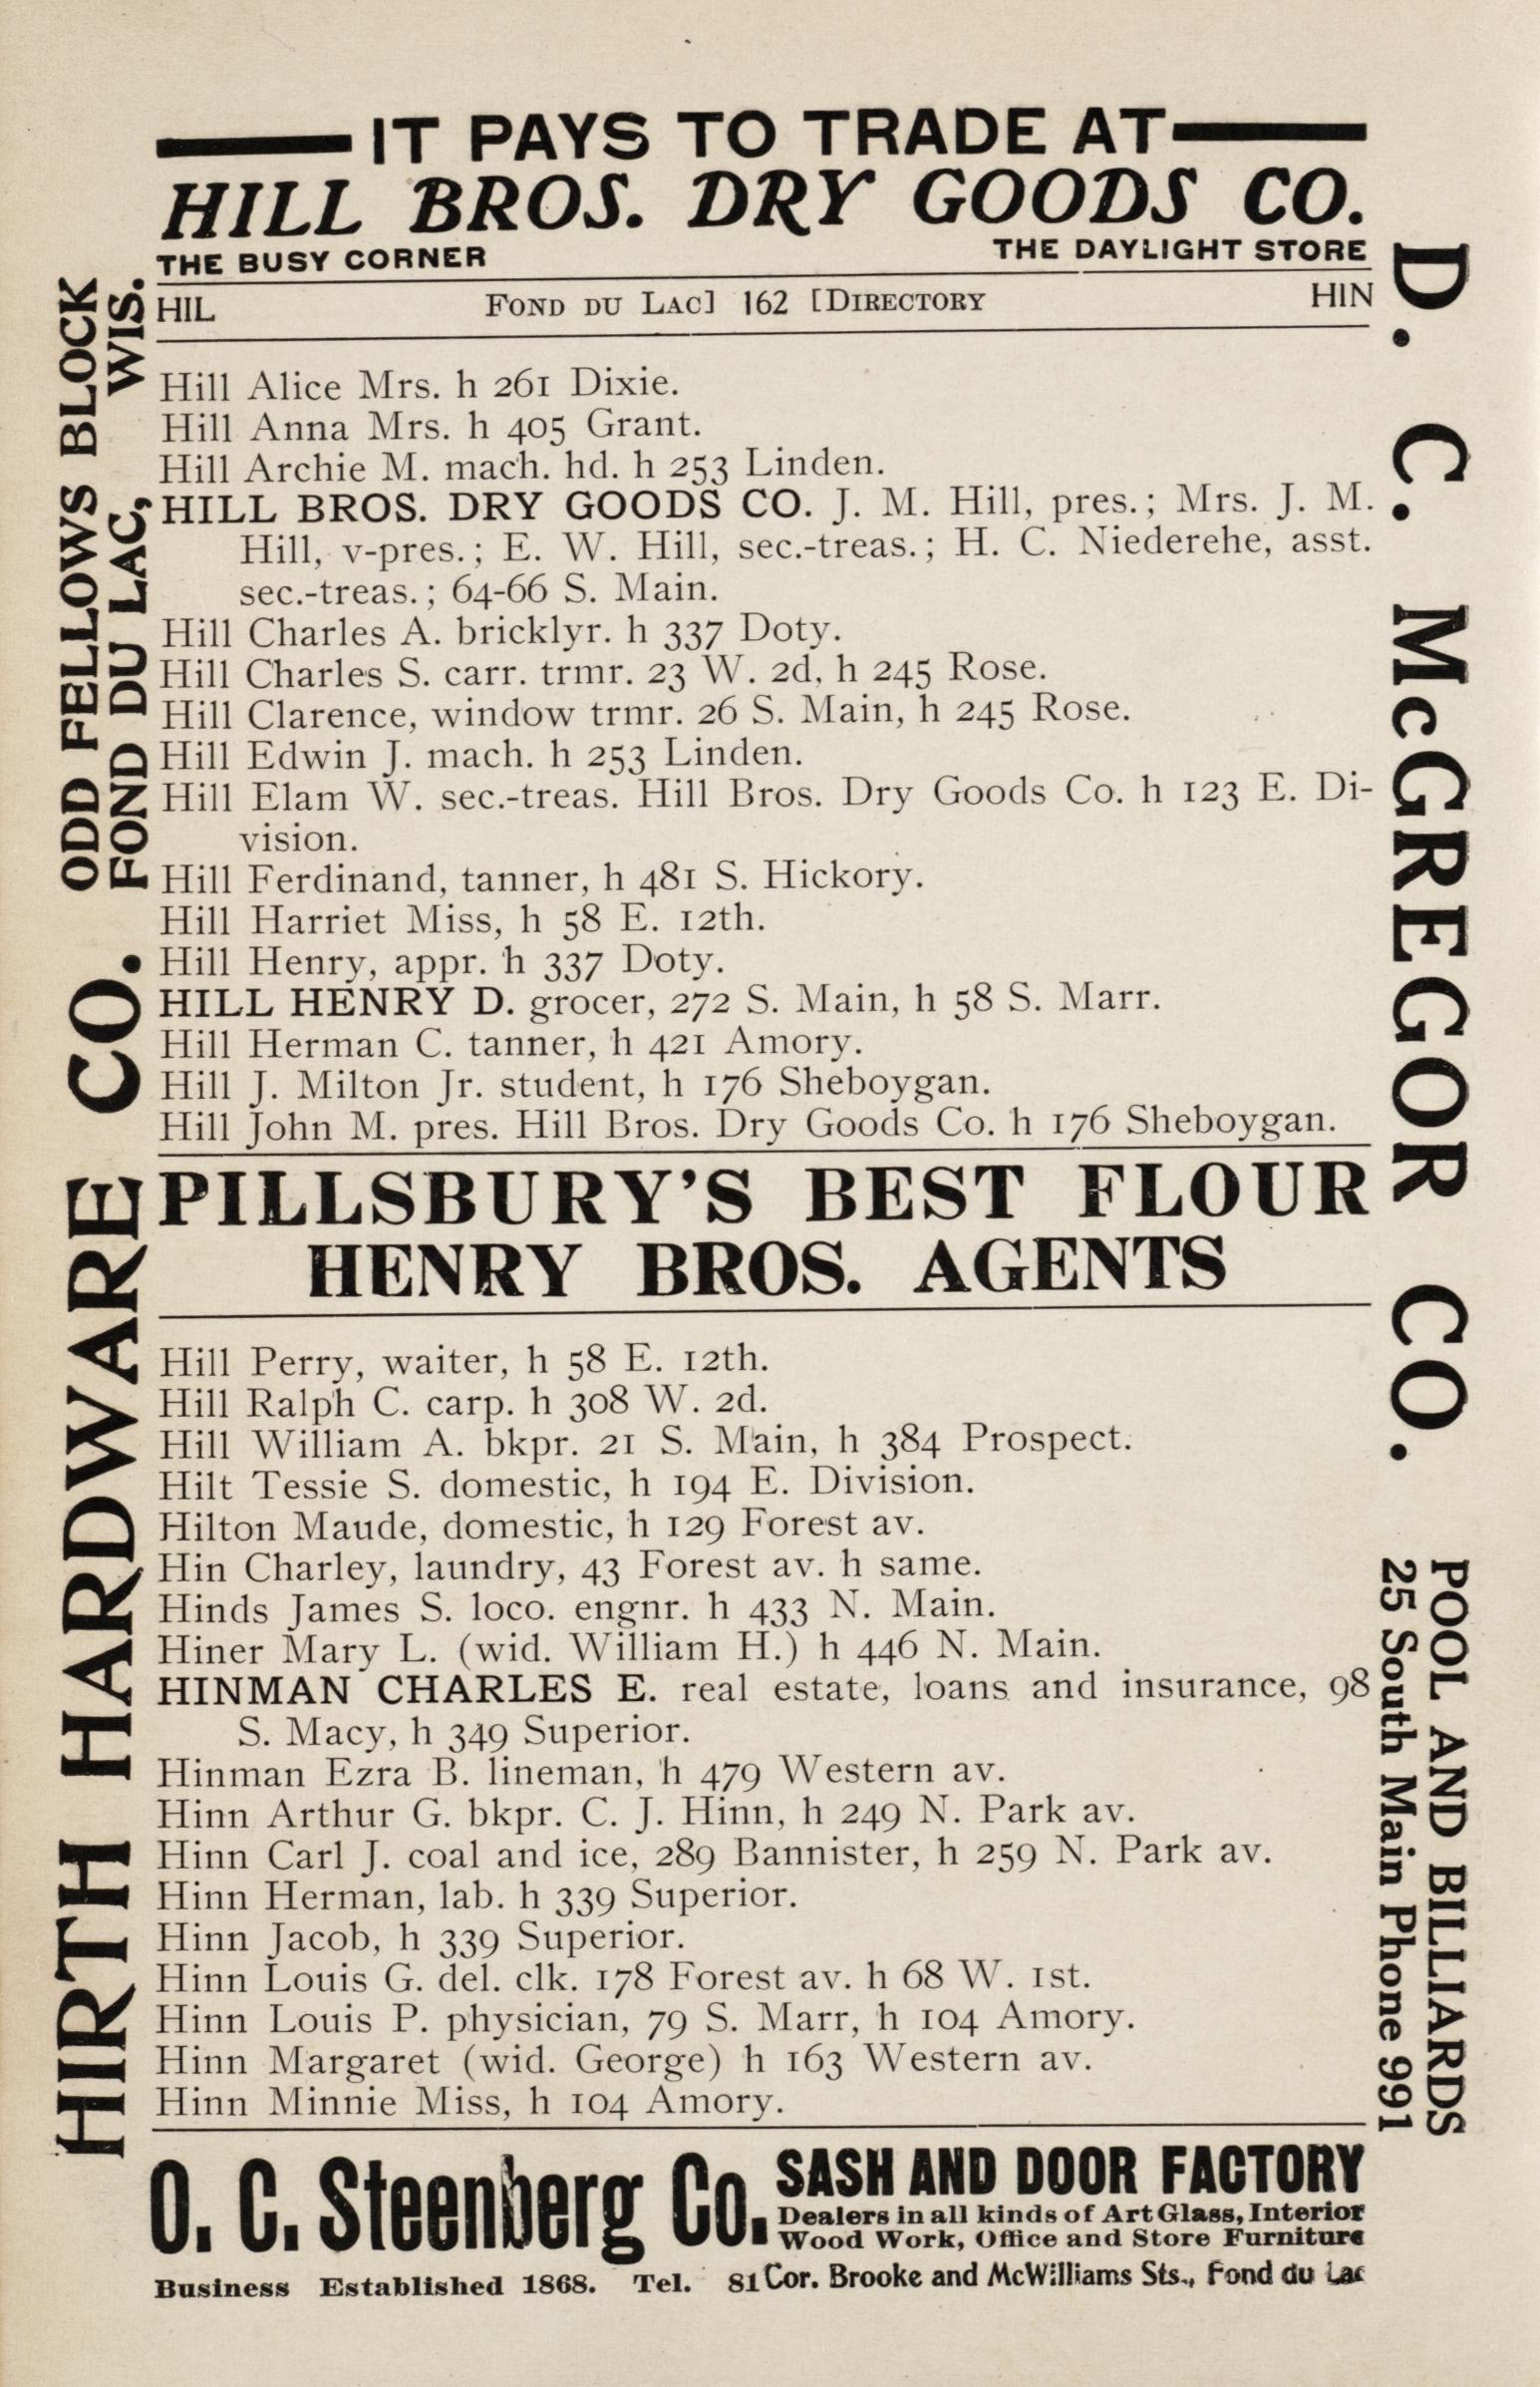 IT PAYS TO TRADE AT
HILL BROS. DRY GOODS CO.
THE BUSY CORNER THE DAYLIGHT STORE
HIL FOND DU LAC] 162 [DIRECTORY HIN
Hill Alice Mrs. h 261 Dixie.
Hill Anna Mrs. h 405 Grant.
Hill Archie M. mach. hd. h 253 Linden.
HILL BROS. DRY GOODS CO. J. M. Hill, pres.; Mrs. J. M.
Hill, v-pres.; E. W. Hill, sec.-treas.; H. C. Niederehe, asst.
sec.-treas.; 64-66 S. Main.
Hill Charles A. bricklyr. h 337 Doty.
Hill Charles S. carr. trmr. 23 W. 2d, h 245 Rose.
Hill Clarence, window trmr. 26 S. Main, h 245 Rose.
Hill Edwin J. mach. h 253 Linden.
Hill Elam W. sec.-treas. Hill Bros. Dry Goods Co. h 123 E. Di-
vision.
Hill Ferdinand, tanner, h 481 S. Hickory.
Hill Harriet Miss, h 58 E. 12th.
Hill Henry, appr. h 337 Doty.
HILL HENRY D. grocer, 272 S. Main, h 58 S. Marr.
Hill Herman C. tanner, h 421 Amory.
Hill J. Milton Jr. student, h 176 Sheboygan.
Hill John M. pres. Hill Bros. Dry Goods Co. h 176 Sheboygan.
PILLSBURY'S BEST FLOUR
HENRY BROS. AGENTS
Hill Perry, waiter, h 58 E. 12th.
Hill Ralph C. carp. h 308 W. 2d.
Hill William A. bkpr. 21 S. Main, h 384 Prospect.
Hilt Tessie S. domestic, h 194 E. Division.
Hilton Maude, domestic, h 129 Forest av.
Hin Charley, laundry, 43 Forest av. h same.
Hinds James S. loco. engnr. h 433 N. Main.
Hiner Mary L. (wid. William H.) h 446 N. Main.
HINMAN CHARLES E. real estate, loans and insurance, 98
S. Macy, h 349 Superior.
Hinman Ezra B. lineman, h 479 Western av.
Hinn Arthur G. bkpr. C. J. Hinn, h 249 N. Park av.
Hinn Carl J. coal and ice, 289 Bannister, h 259 N. Park av.
Hinn Herman, lab. h 339 Superior.
Hinn Jacob, h 339 Superior.
Hinn Louis G. del. clk. 178 Forest av. h 68 W. 1st.
Hinn Louis P. physician, 79 S. Marr, h 104 Amory.
Hinn Margaret (wid. George) h 163 Western av.
Hinn Minnie Miss, h 104 Amory.
O. C. Steenberg Co. SASH AND DOOR FACTORY
Dealers in all kinds of Art Glass, Interior
Wood Work, Office and Store Furniture
Business Established 1868. Tel. 81 Cor. Brooke and McWilliams Sts., Fond du Lac
HIRTH HARDWARE CO.
ODD FELLOWS BLOCK
FOND DU LAC, WIS.
D. C. McGREGOR CO.
POOL AND BILLIARDS
25 South Main Phone 991